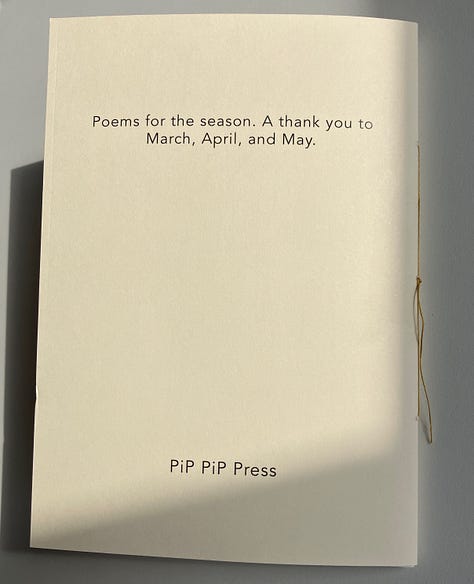 Poems for the season. A thank you to
March, April, and May.
PiP PiP Press